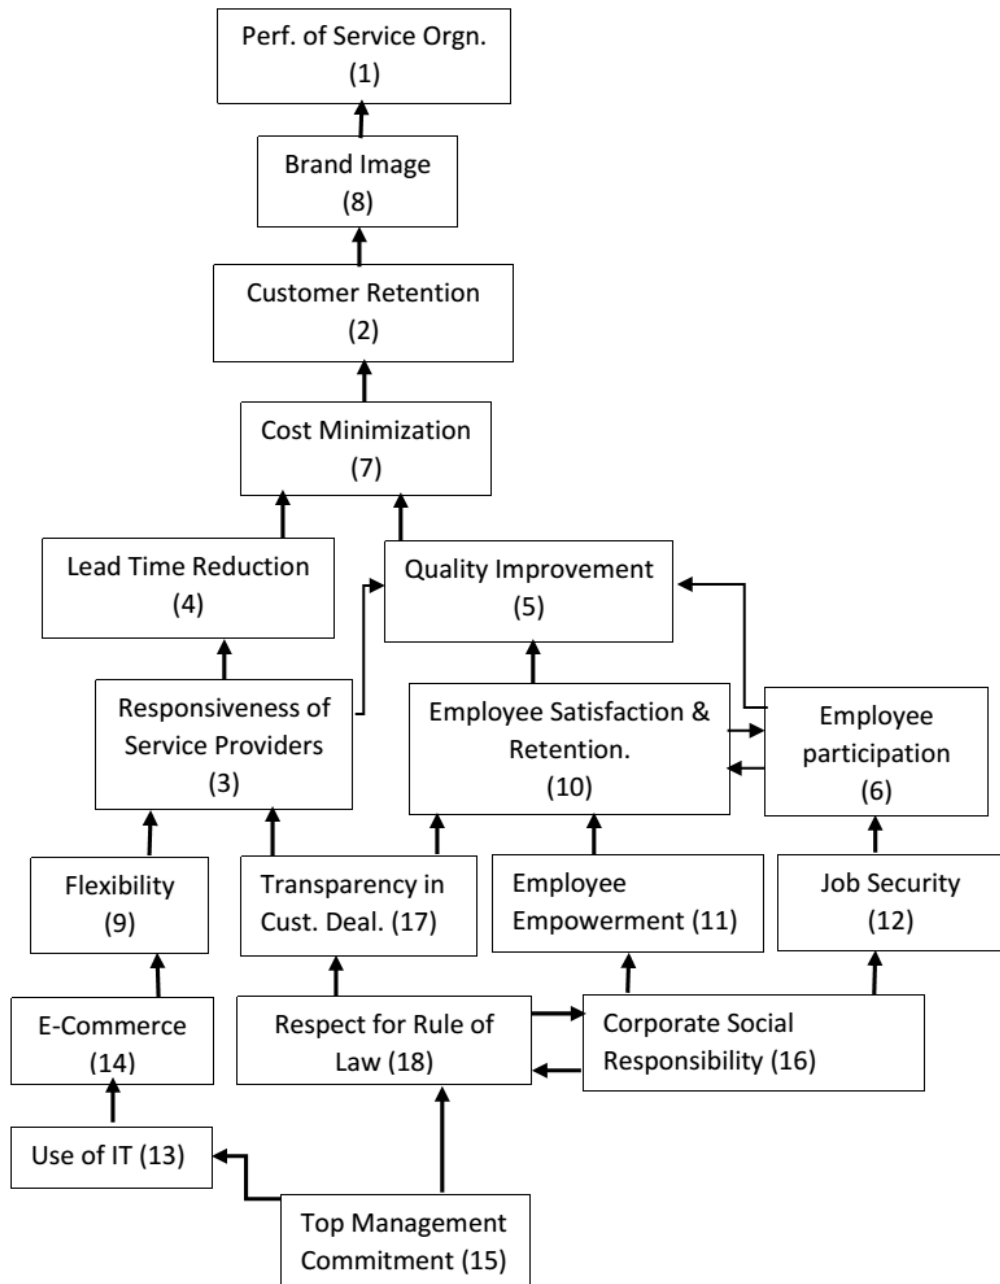 Perf. of Service Orgn.
(1)
Brand Image
(8)
Customer Retention
(2)
Cost Minimization
(7)
Lead Time Reduction
(4)
Quality Improvement
(5)
Responsiveness of
Service Providers
(3)
Employee Satisfaction &
Retention.
(10)
Employee
participation
(6)
Flexibility
(9)
Transparency in
Cust. Deal. (17)
Employee
Empowerment (11)
Job Security
(12)
E-Commerce
(14)
Respect for Rule of
Law (18)
Corporate Social
Responsibility (16)
Use of IT (13)
Top Management
Commitment (15)